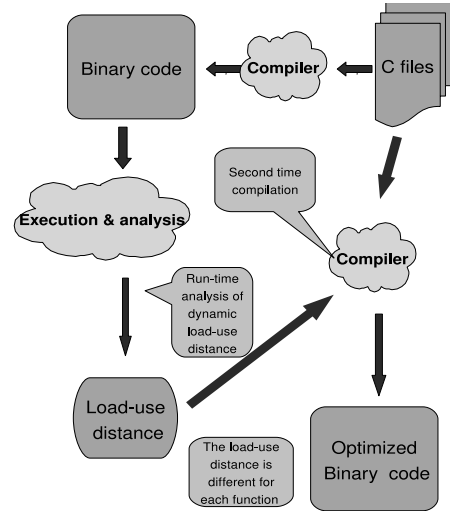 Binary code
Compiler
C files
Second time
compilation
Execution & analysis
Compiler
Run-time
analysis of
dynamic
load-use
distance
Load-use
distance
The load-use
distance is
different for
each function
Optimized
Binary code